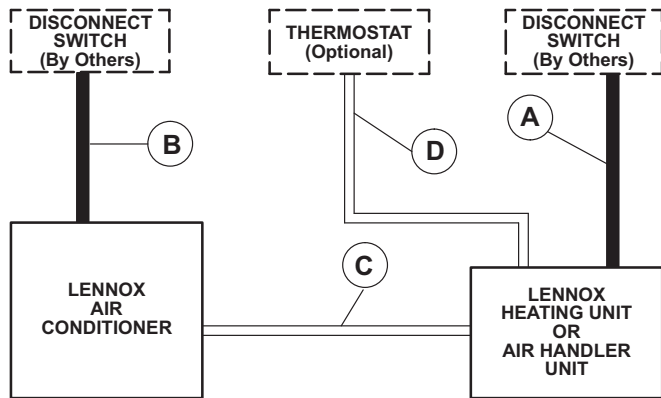 DISCONNECT
SWITCH
(By Others)
THERMOSTAT
(Optional)
DISCONNECT
SWITCH
(By Others)
A
B
D
C
LENNOX
AIR
CONDITIONER
LENNOX
HEATING UNIT
OR
AIR HANDLER
UNIT